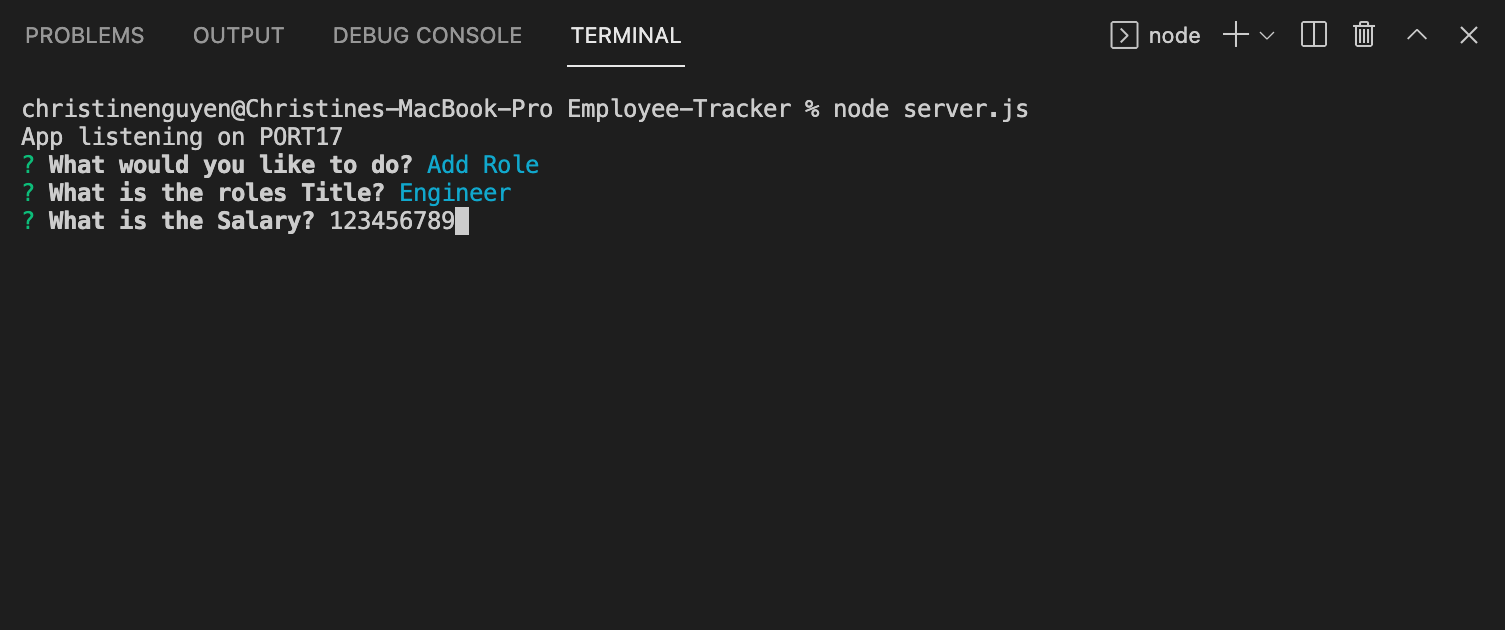 PROBLEMS OUTPUT DEBUG CONSOLE TERMINAL node
christinenguyen@Christines-MacBook-Pro Employee-Tracker % node server.js
App listening on PORT17
? What would you like to do? Add Role
? What is the roles Title? Engineer
? What is the Salary? 123456789